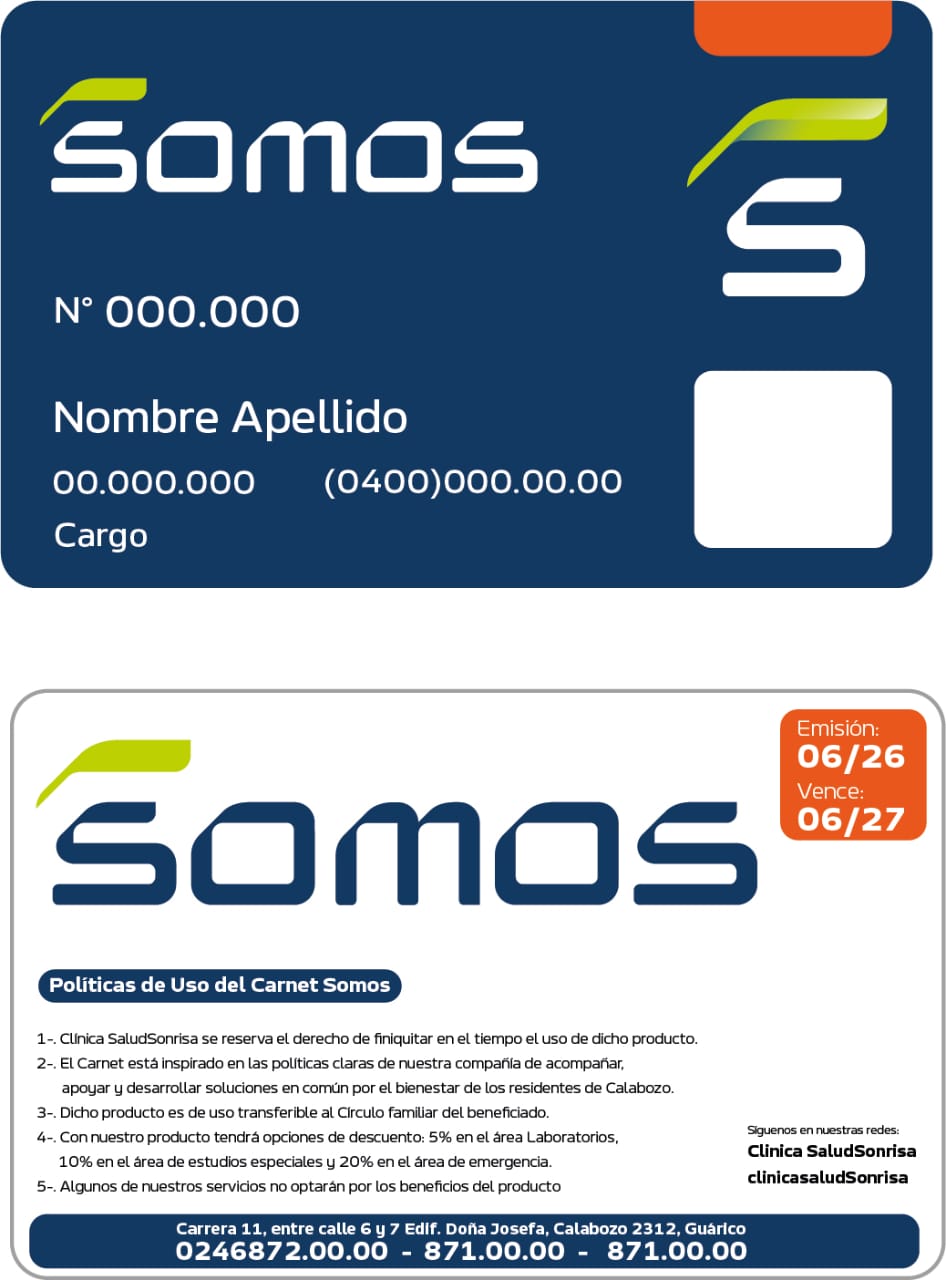 somos
S
N° 000.000
Nombre Apellido
00.000.000 (0400)000.00.00
Cargo
somos
Emisión:
06/26
Vence:
06/27
Políticas de Uso del Carnet Somos
1-. Clínica SaludSonrisa se reserva el derecho de finiquitar en el tiempo el uso de dicho producto.
2-. El Carnet está inspirado en las políticas claras de nuestra compañía de acompañar,
apoyar y desarrollar soluciones en común por el bienestar de los residentes de Calabozo.
3-. Dicho producto es de uso transferible al Círculo familiar del beneficiado.
4-. Con nuestro producto tendrá opciones de descuento: 5% en el área Laboratorios,
10% en el área de estudios especiales y 20% en el área de emergencia.
5-. Algunos de nuestros servicios no optarán por los beneficios del producto
Síguenos en nuestras redes:
Clinica SaludSonrisa
clinicasaludSonrisa
Carrera 11, entre calle 6 y 7 Edif. Doña Josefa, Calabozo 2312, Guárico
0246872.00.00 - 871.00.00 - 871.00.00